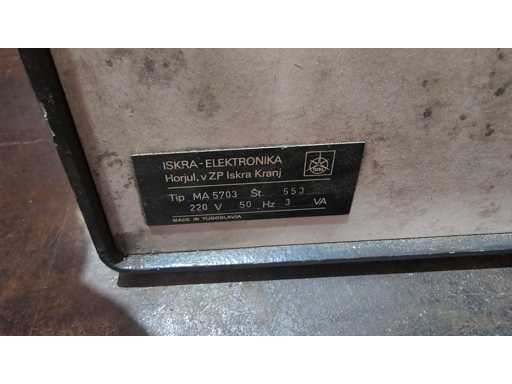 ISKRA-ELEKTRONIKA
Horjul, v ZP Iskra Kranj
Tip MA 5703 Št. 553
220 V 50 Hz 3 VA
MADE IN YUGOSLAVIA